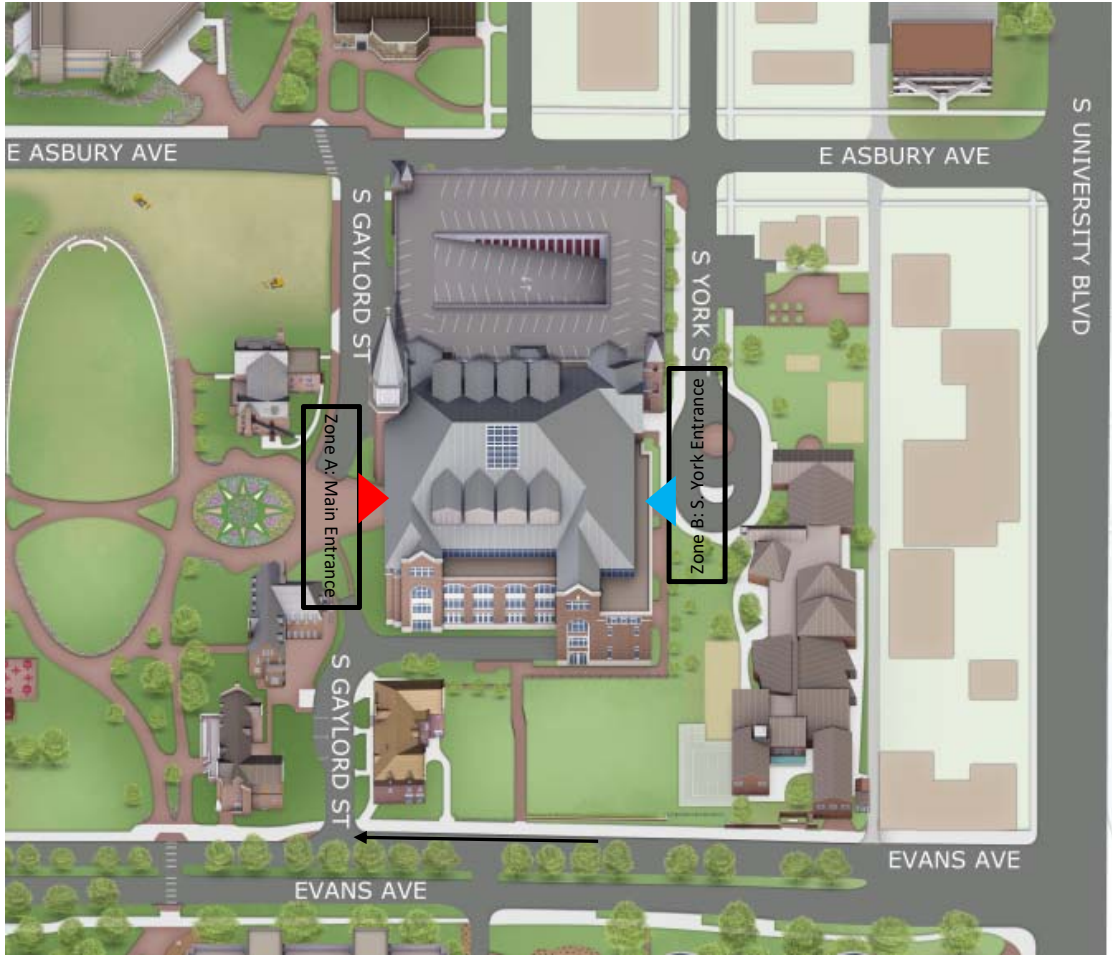 E ASBURY AVE
E ASBURY AVE
S UNIVERSITY BLVD
S GAYLORD ST
S YORK S
Zone A: Main Entrance
Zone B: S. York Entrance
S GAYLORD ST
EVANS AVE
EVANS AVE